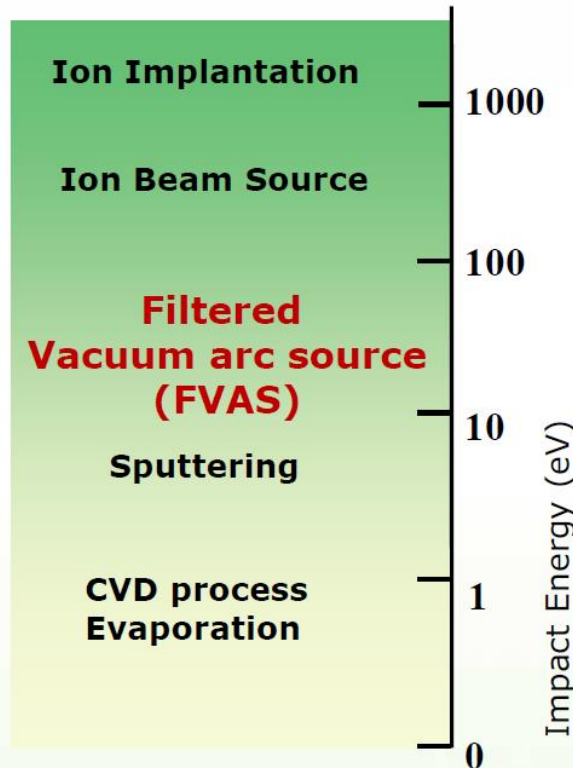 Ion Implantation
1000
Ion Beam Source
100
Filtered
Vacuum arc source
(FVAS)
10
Sputtering
CVD process
1
Evaporation
0
Impact Energy (eV)